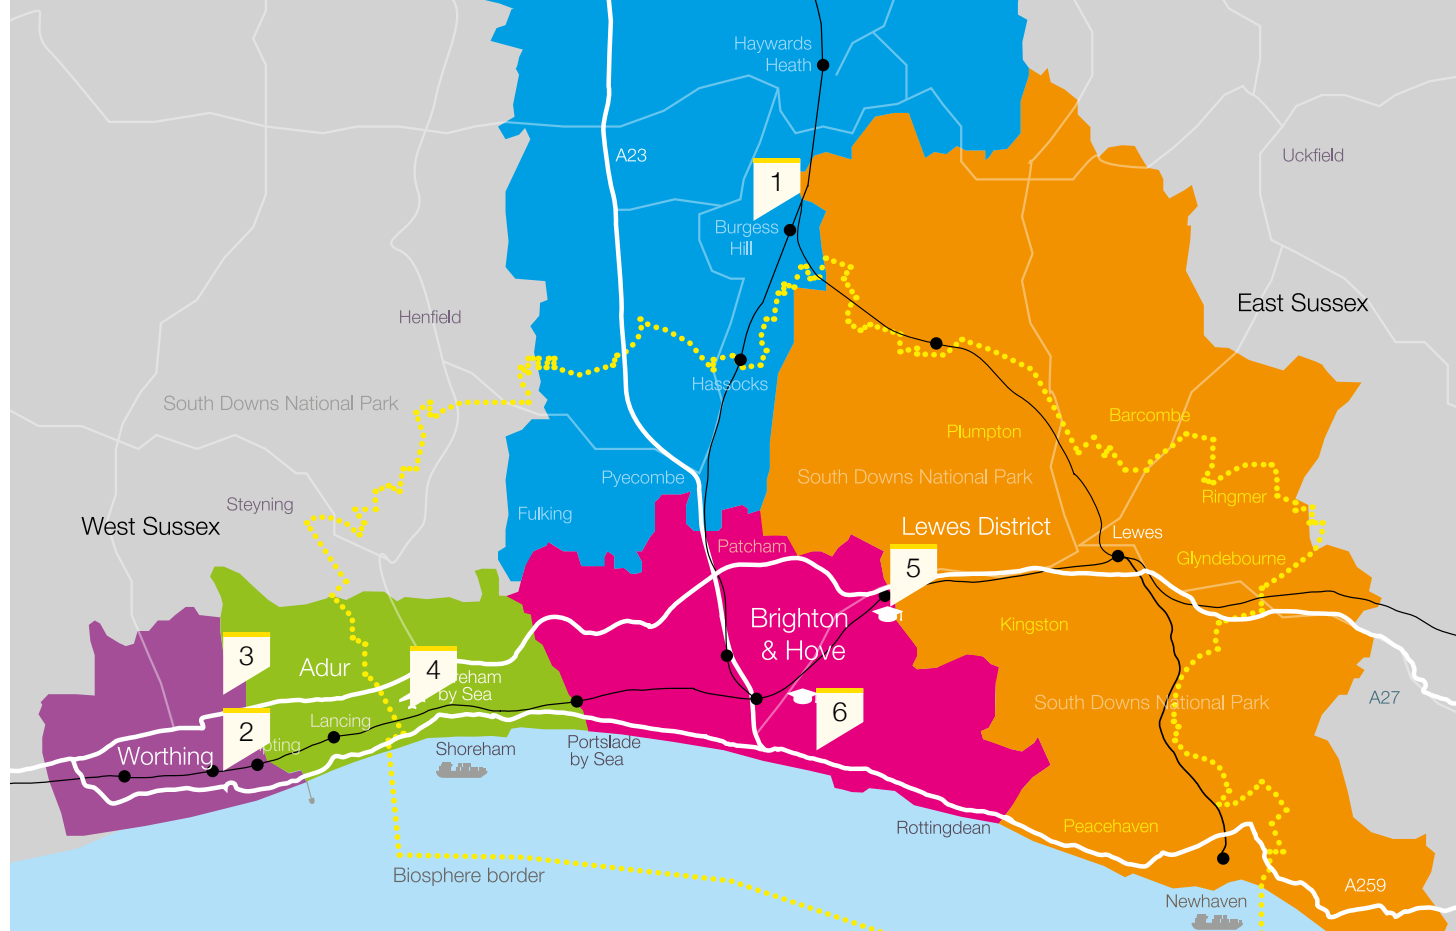 Haywards
Heath
A23
Uckfield
1
Burgess
Hill
East Sussex
Henfield
Hassocks
South Downs National Park
Barcombe
Plumpton
Pyecombe
South Downs National Park
Ringmer
Steyning
Fulking
West Sussex
Lewes District
Lewes
Patcham
Glyndebourne
5
Brighton
& Hove
Kingston
3
Adur
4
reham
by Sea
South Downs National Park
A27
6
Lancing
2
pting
Worthing
Shoreham
Portslade
by Sea
Rottingdean
Peacehaven
Biosphere border
A259
Newhaven